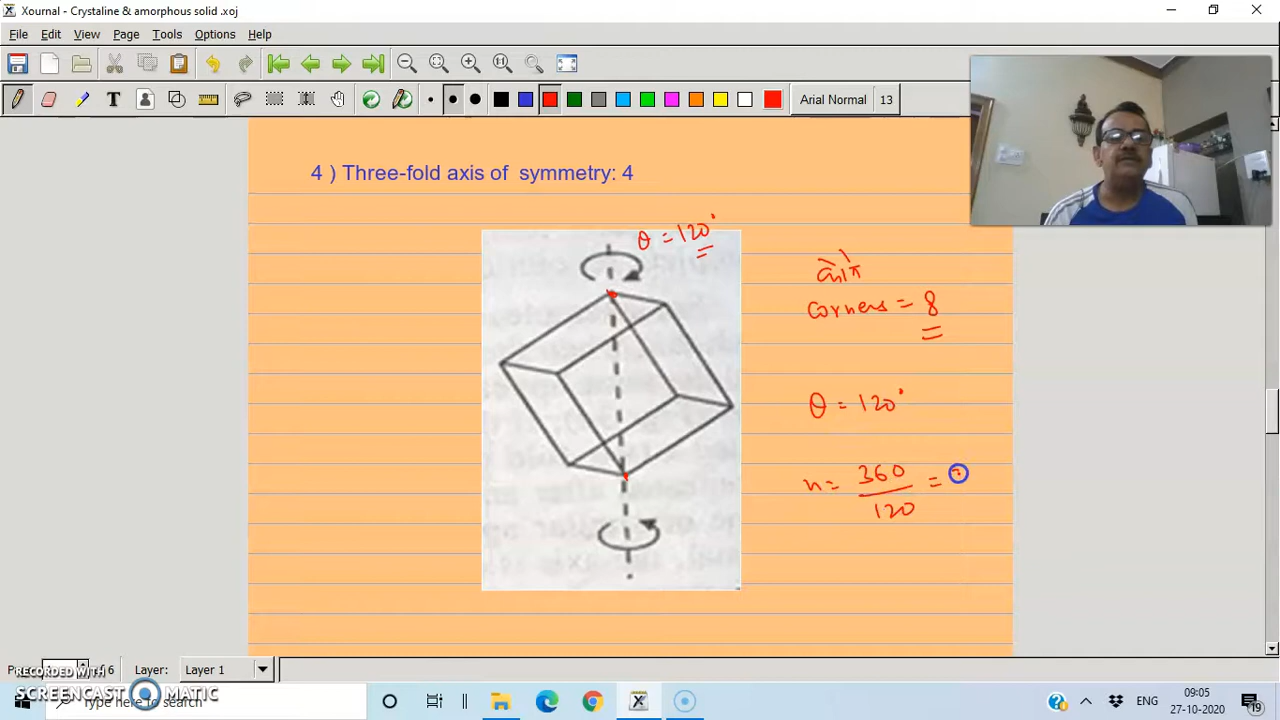 Xournal - Crystaline & amorphous solid .xoj
File Edit View Page Tools Options Help
Arial Normal 13
4 ) Three-fold axis of symmetry: 4
θ = 120°
corners = 8
θ = 120°
n = 360/120 =
6 Layer: Layer 1
RECORDED WITH
SCREENCAST MATIC
Type here to search
ENG
09:05
27-10-2020
19